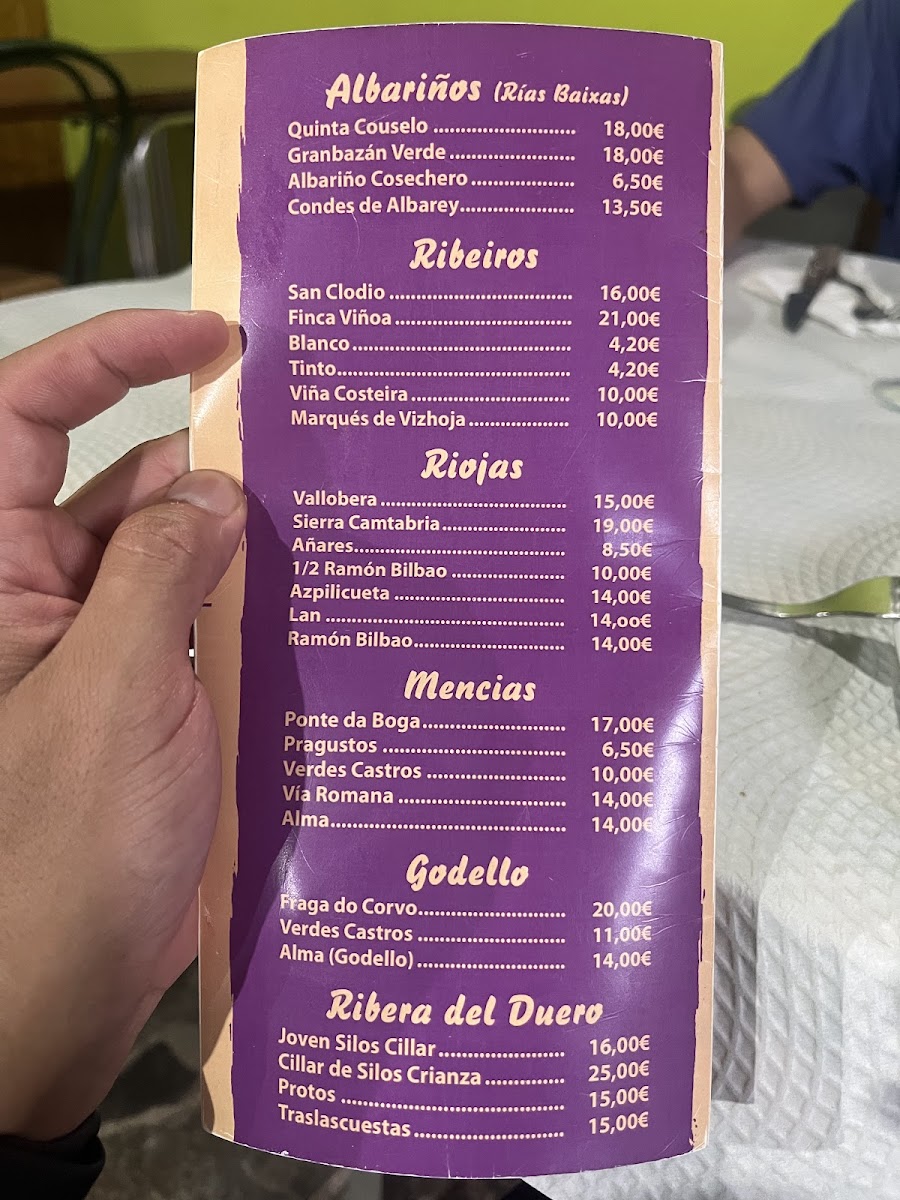 Albariños (Rías Baixas)
Quinta Couselo ........................... 18,00€
Granbazán Verde ........................ 18,00€
Albariño Cosechero .................... 6,50€
Condes de Albarey...................... 13,50€
Ribeiros
San Clodio ................................... 16,00€
Finca Viñoa .................................. 21,00€
Blanco .......................................... 4,20€
Tinto............................................. 4,20€
Viña Costeira ............................... 10,00€
Marqués de Vizhoja ................... 10,00€
Riojas
Vallobera .................................... 15,00€
Sierra Camtabria........................ 19,00€
Añares......................................... 8,50€
1/2 Ramón Bilbao ...................... 10,00€
Azpilicueta ................................. 14,00€
Lan .............................................. 14,00€
Ramón Bilbao............................. 14,00€
Mencias
Ponte da Boga............................ 17,00€
Pragustos ................................... 6,50€
Verdes Castros ........................... 10,00€
Vía Romana ................................ 14,00€
Alma............................................. 14,00€
Godello
Fraga do Corvo............................ 20,00€
Verdes Castros ............................ 11,00€
Alma (Godello) ............................ 14,00€
Ribera del Duero
Joven Silos Cillar ........................ 16,00€
Cillar de Silos Crianza ............... 25,00€
Protos .......................................... 15,00€
Traslascuestas ............................. 15,00€